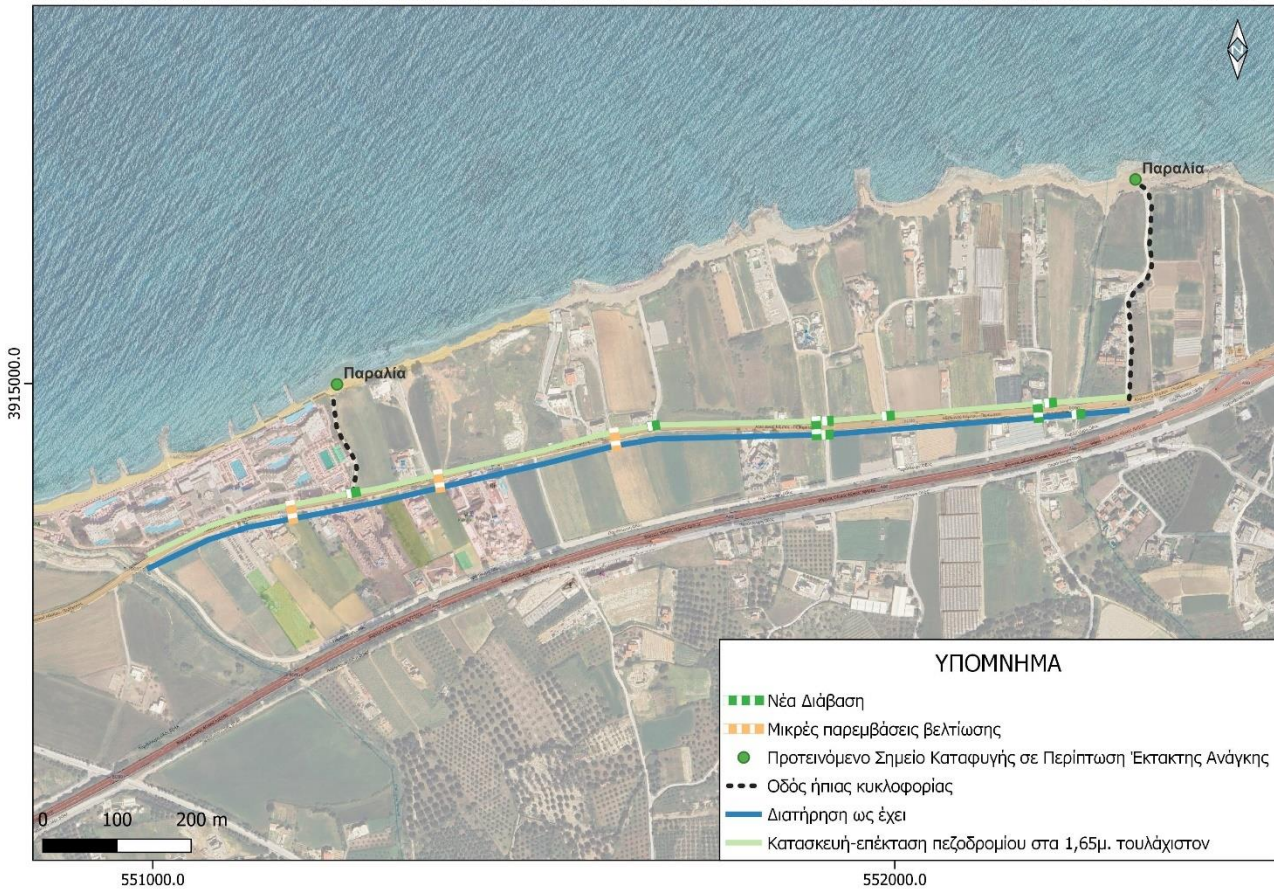 N
Παραλία
Παραλία
3915000.0
ΥΠΟΜΝΗΜΑ
Νέα Διάβαση
Μικρές παρεμβάσεις βελτίωσης
Προτεινόμενο Σημείο Καταφυγής σε Περίπτωση Έκτακτης Ανάγκης
Οδός ήπιας κυκλοφορίας
Διατήρηση ως έχει
Κατασκευή-επέκταση πεζοδρομίου στα 1,65μ. τουλάχιστον
0 100 200 m
551000.0 552000.0